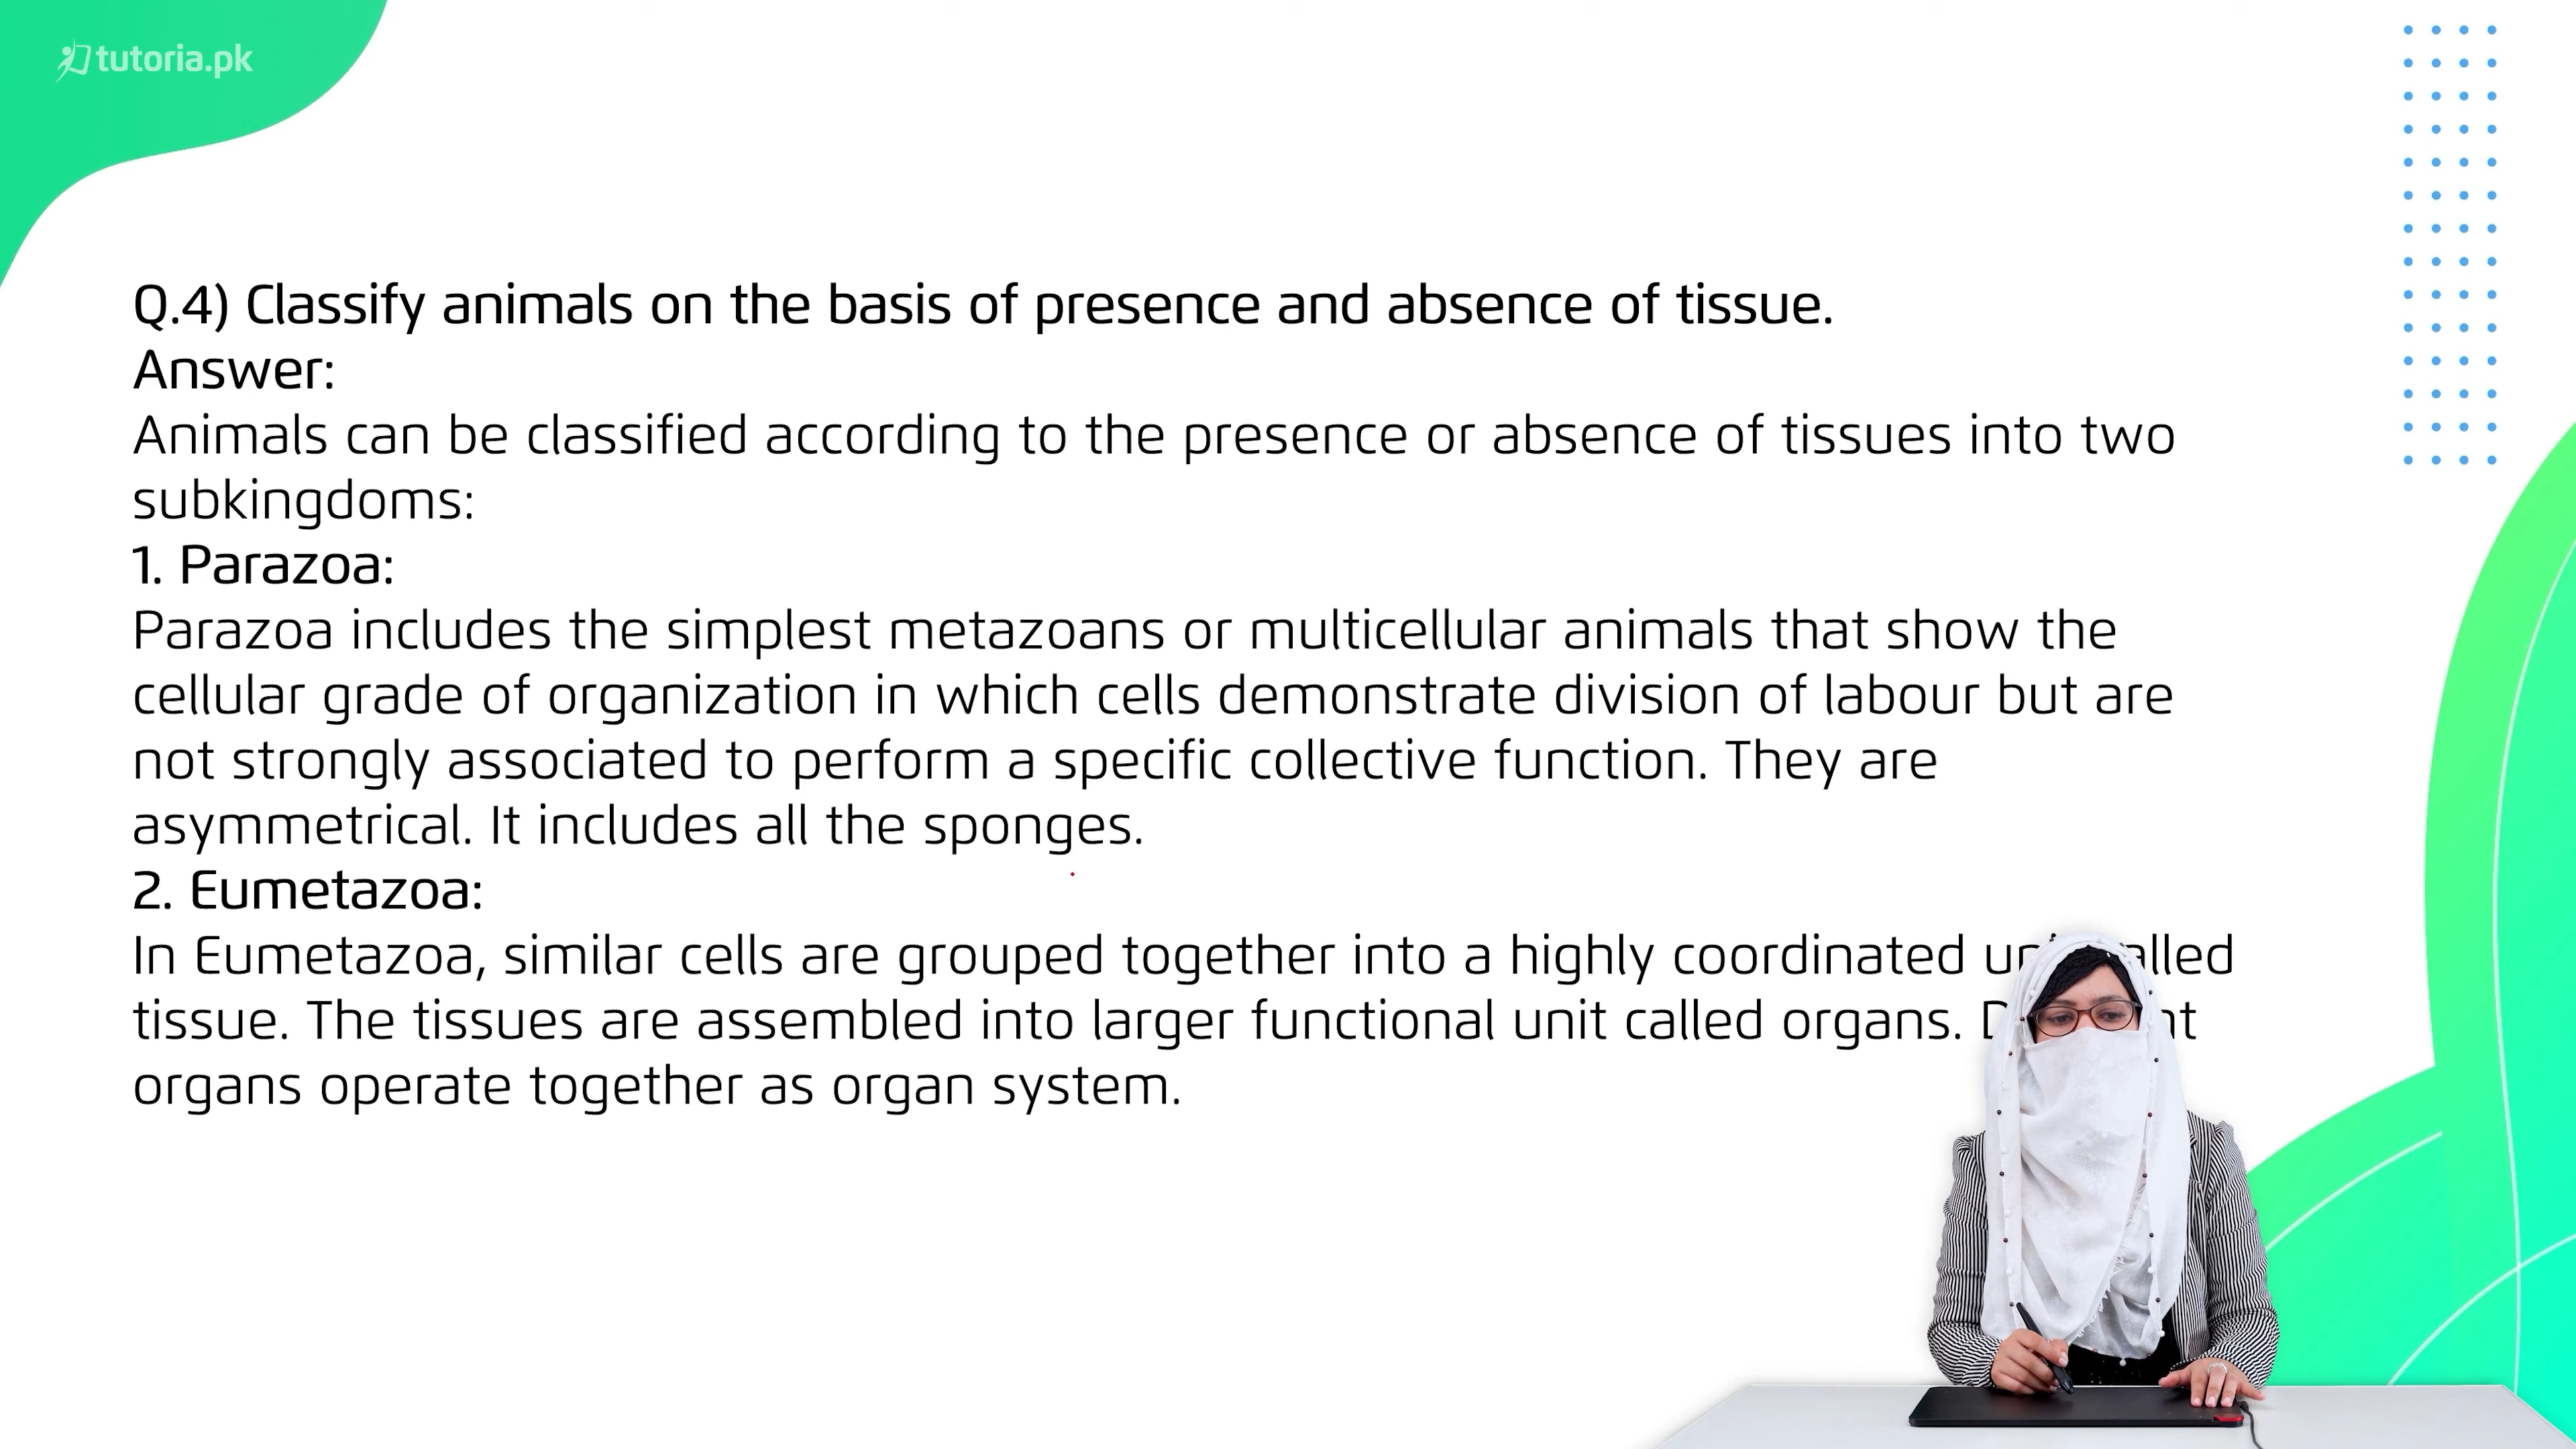 tutoria.pk
Q.4) Classify animals on the basis of presence and absence of tissue.
Answer:
Animals can be classified according to the presence or absence of tissues into two
subkingdoms:
1. Parazoa:
Parazoa includes the simplest metazoans or multicellular animals that show the
cellular grade of organization in which cells demonstrate division of labour but are
not strongly associated to perform a specific collective function. They are
asymmetrical. It includes all the sponges.
2. Eumetazoa:
In Eumetazoa, similar cells are grouped together into a highly coordinated
tissue. The tissues are assembled into larger functional unit called organs.
organs operate together as organ system.